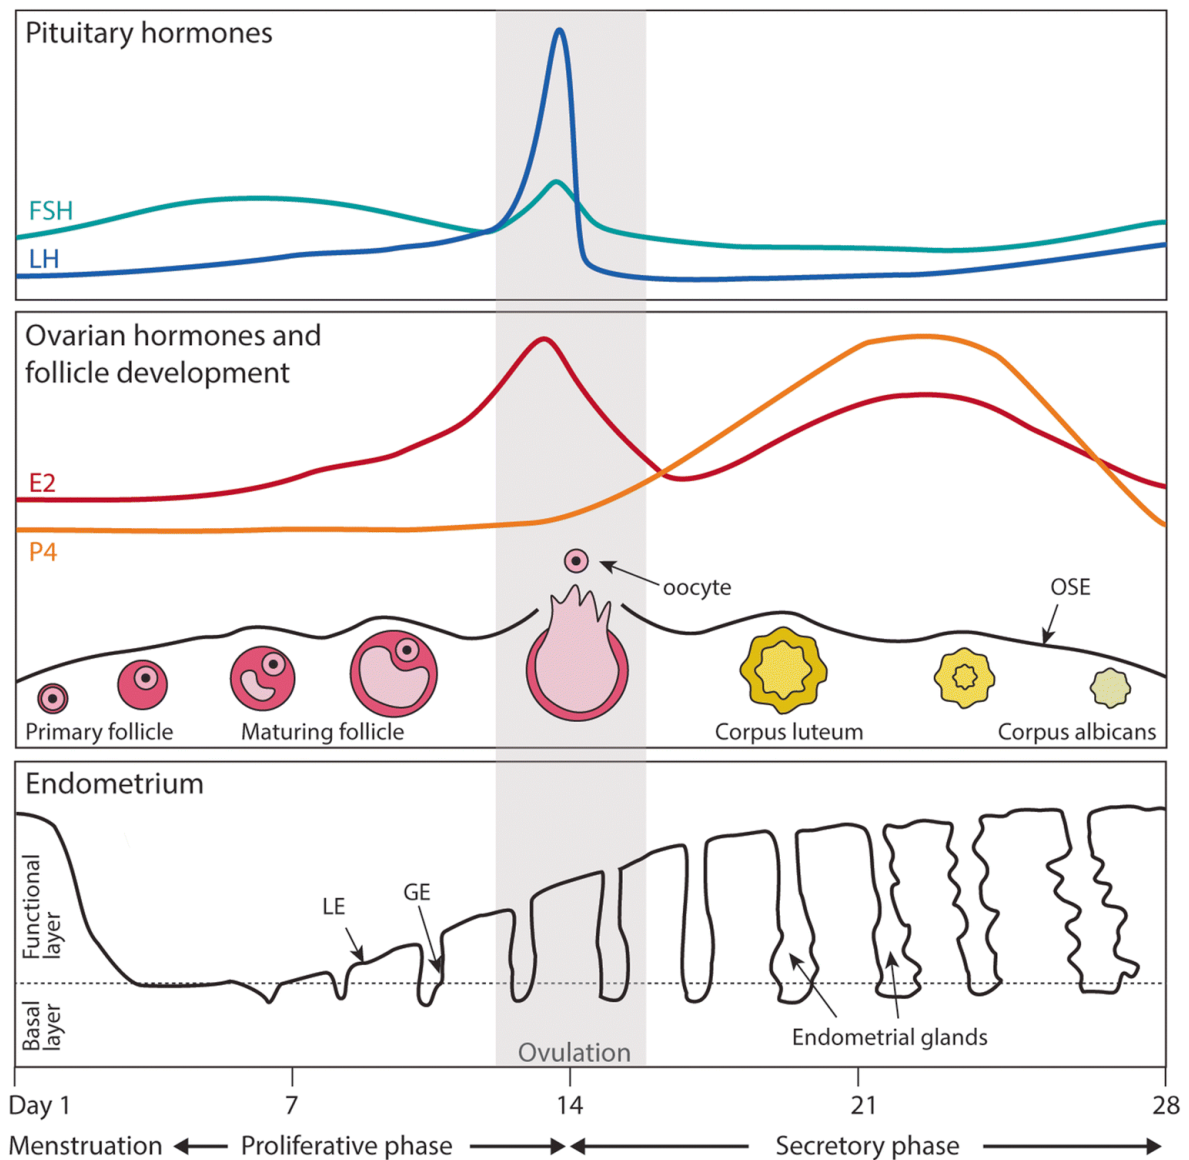 Pituitary hormones
FSH
LH
Ovarian hormones and
follicle development
E2
P4
oocyte
OSE
Primary follicle
Maturing follicle
Corpus luteum
Corpus albicans
Endometrium
Functional
layer
Basal
layer
LE
GE
Endometrial glands
Ovulation
Day 1
7
14
21
28
Menstruation
Proliferative phase
Secretory phase